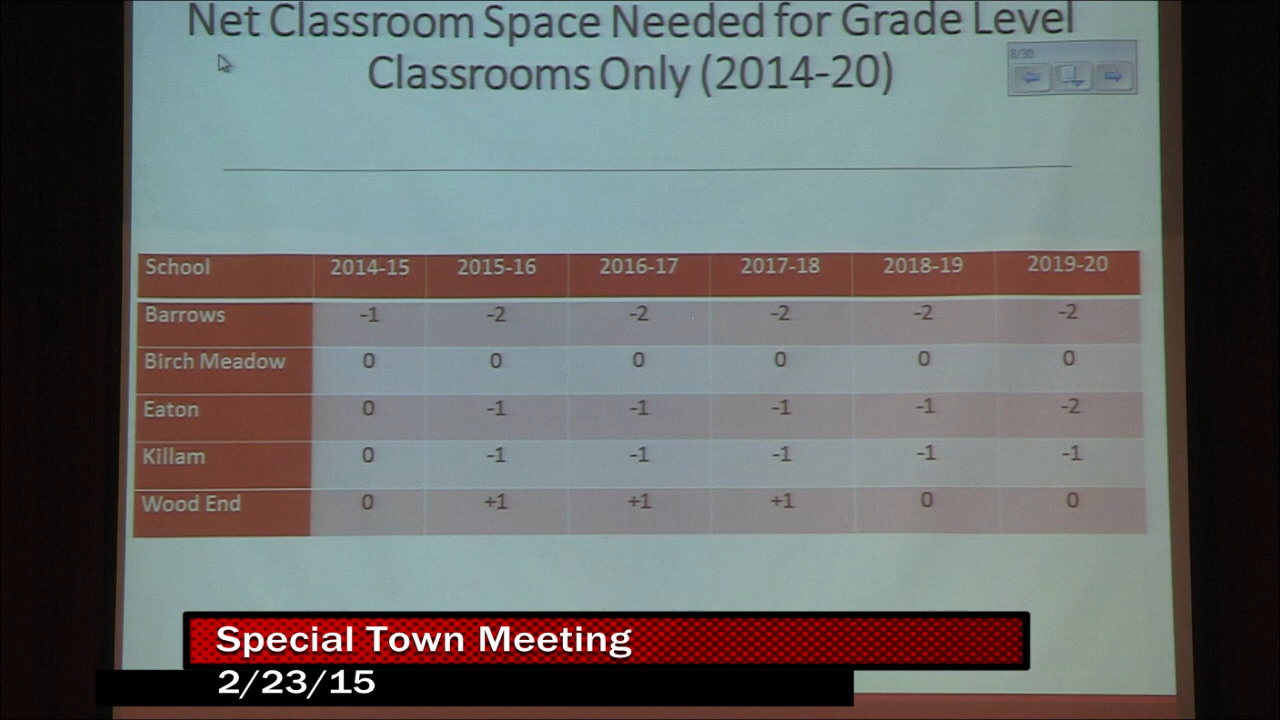 Net Classroom Space Needed for Grade Level
Classrooms Only (2014-20)
8/30
School 2014-15 2015-16 2016-17 2017-18 2018-19 2019-20
Barrows -1 -2 -2 -2 -2 -2
Birch Meadow 0 0 0 0 0 0
Eaton 0 -1 -1 -1 -1 -2
Killam 0 -1 -1 -1 -1 -1
Wood End 0 +1 +1 +1 0 0
Special Town Meeting
2/23/15